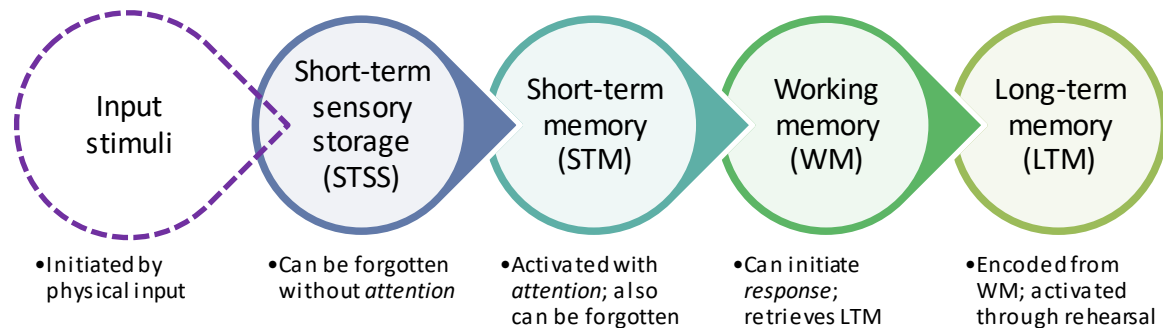 Input
stimuli
Short-term
sensory
storage
(STSS)
Short-term
memory
(STM)
Working
memory
(WM)
Long-term
memory
(LTM)
•Initiated by
physical input
•Can be forgotten
without attention
•Activated with
attention; also
can be forgotten
•Can initiate
response;
retrieves LTM
•Encoded from
WM; activated
through rehearsal